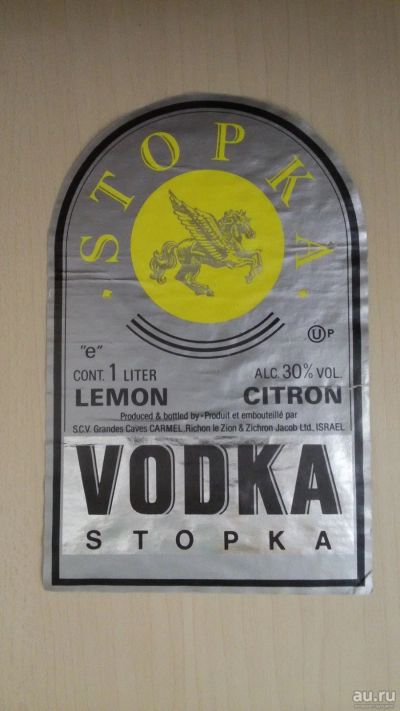 · STOPKA ·
"e"
Ⓤ P
CONT. 1 LITER ALC. 30% VOL.
LEMON CITRON
Produced & bottled by - Produit et embouteillé par
S.C.V. Grandes Caves CARMEL, Richon le Zion & Zichron Jacob Ltd., ISRAEL
VODKA
STOPKA
au.ru